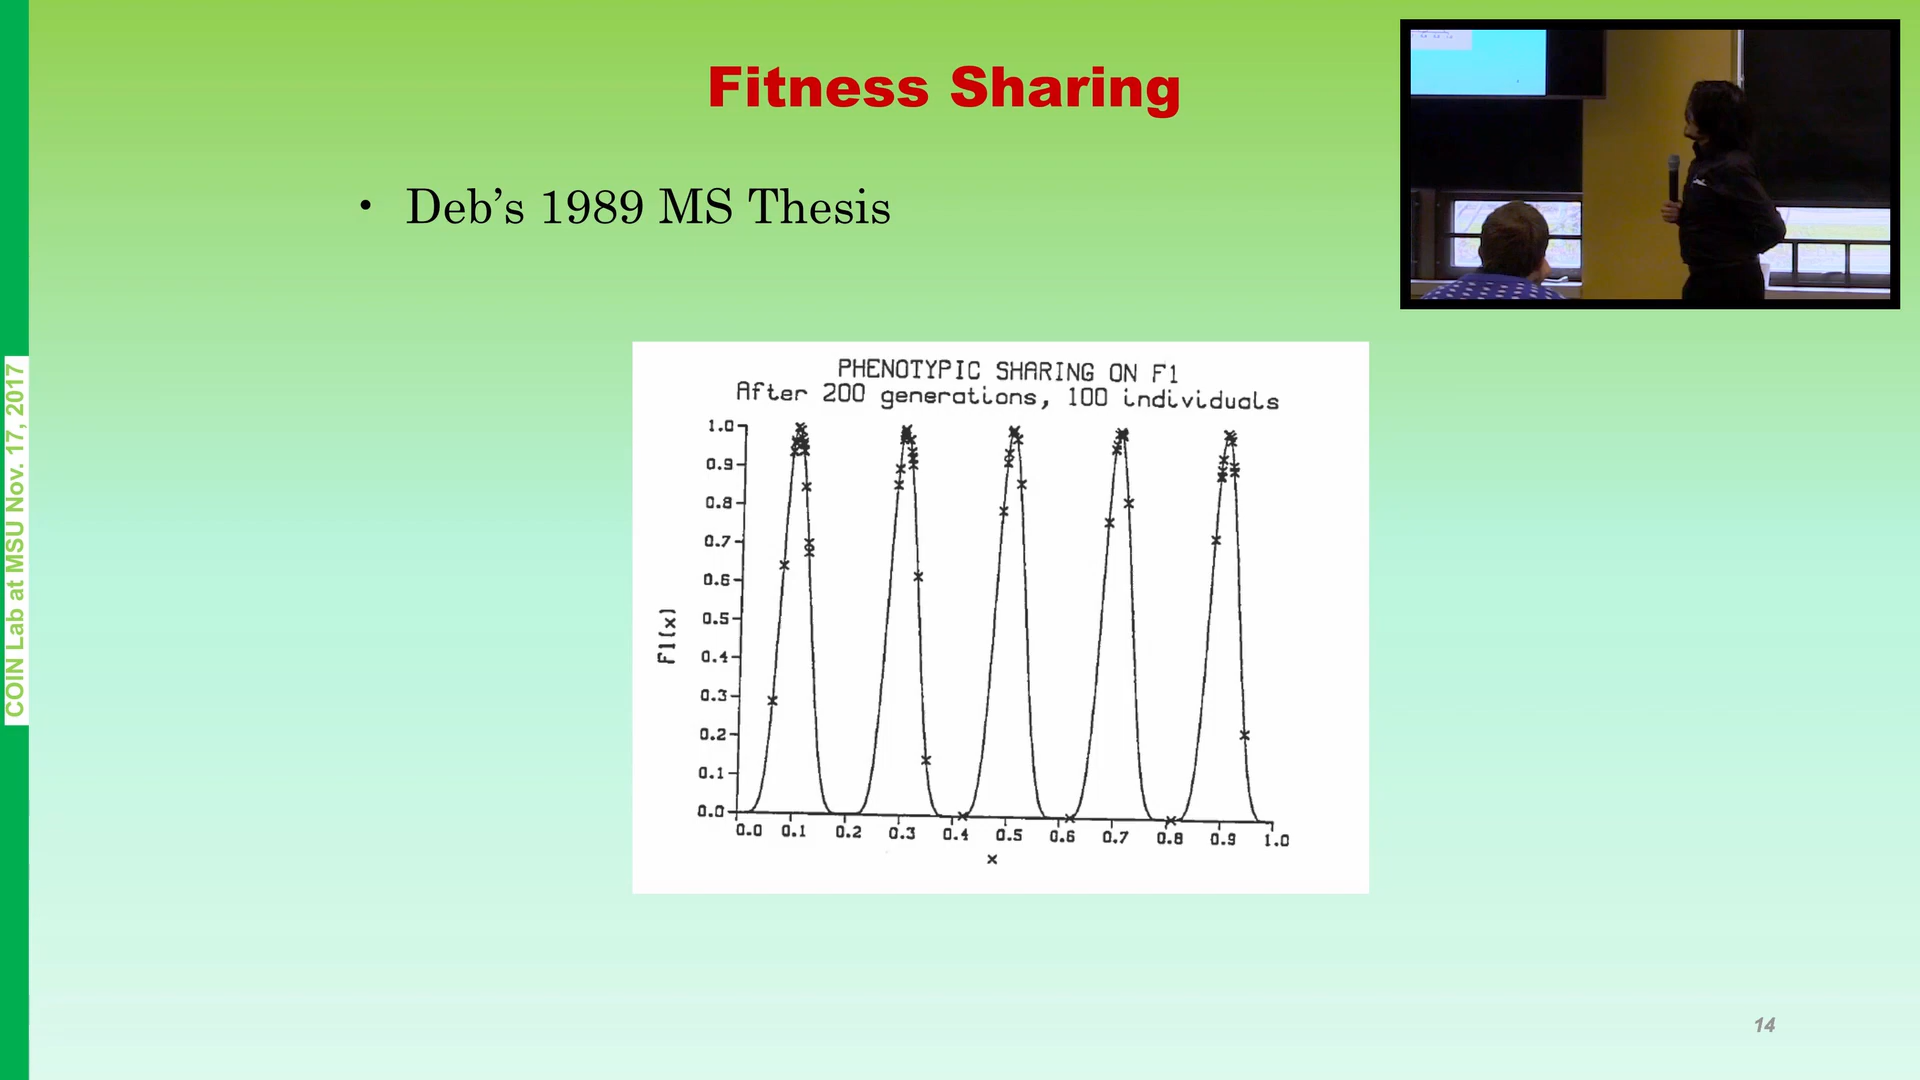 Fitness Sharing
• Deb’s 1989 MS Thesis
COIN Lab at MSU Nov. 17, 2017
PHENOTYPIC SHARING ON F1
After 200 generations, 100 individuals
F1(x)
1.0
0.9
0.8
0.7
0.6
0.5
0.4
0.3
0.2
0.1
0.0
0.0 0.1 0.2 0.3 0.4 0.5 0.6 0.7 0.8 0.9 1.0
x
14